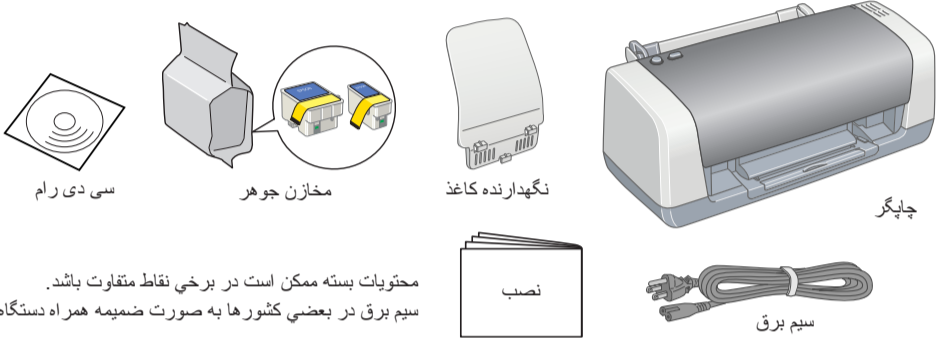 چاپگر
نگهدارنده کاغذ
مخازن جوهر
سی دی رام
سیم برق
نصب
محتویات بسته ممکن است در برخي نقاط متفاوت باشد.
سیم برق در بعضي کشورها به صورت ضمیمه همراه دستگاه